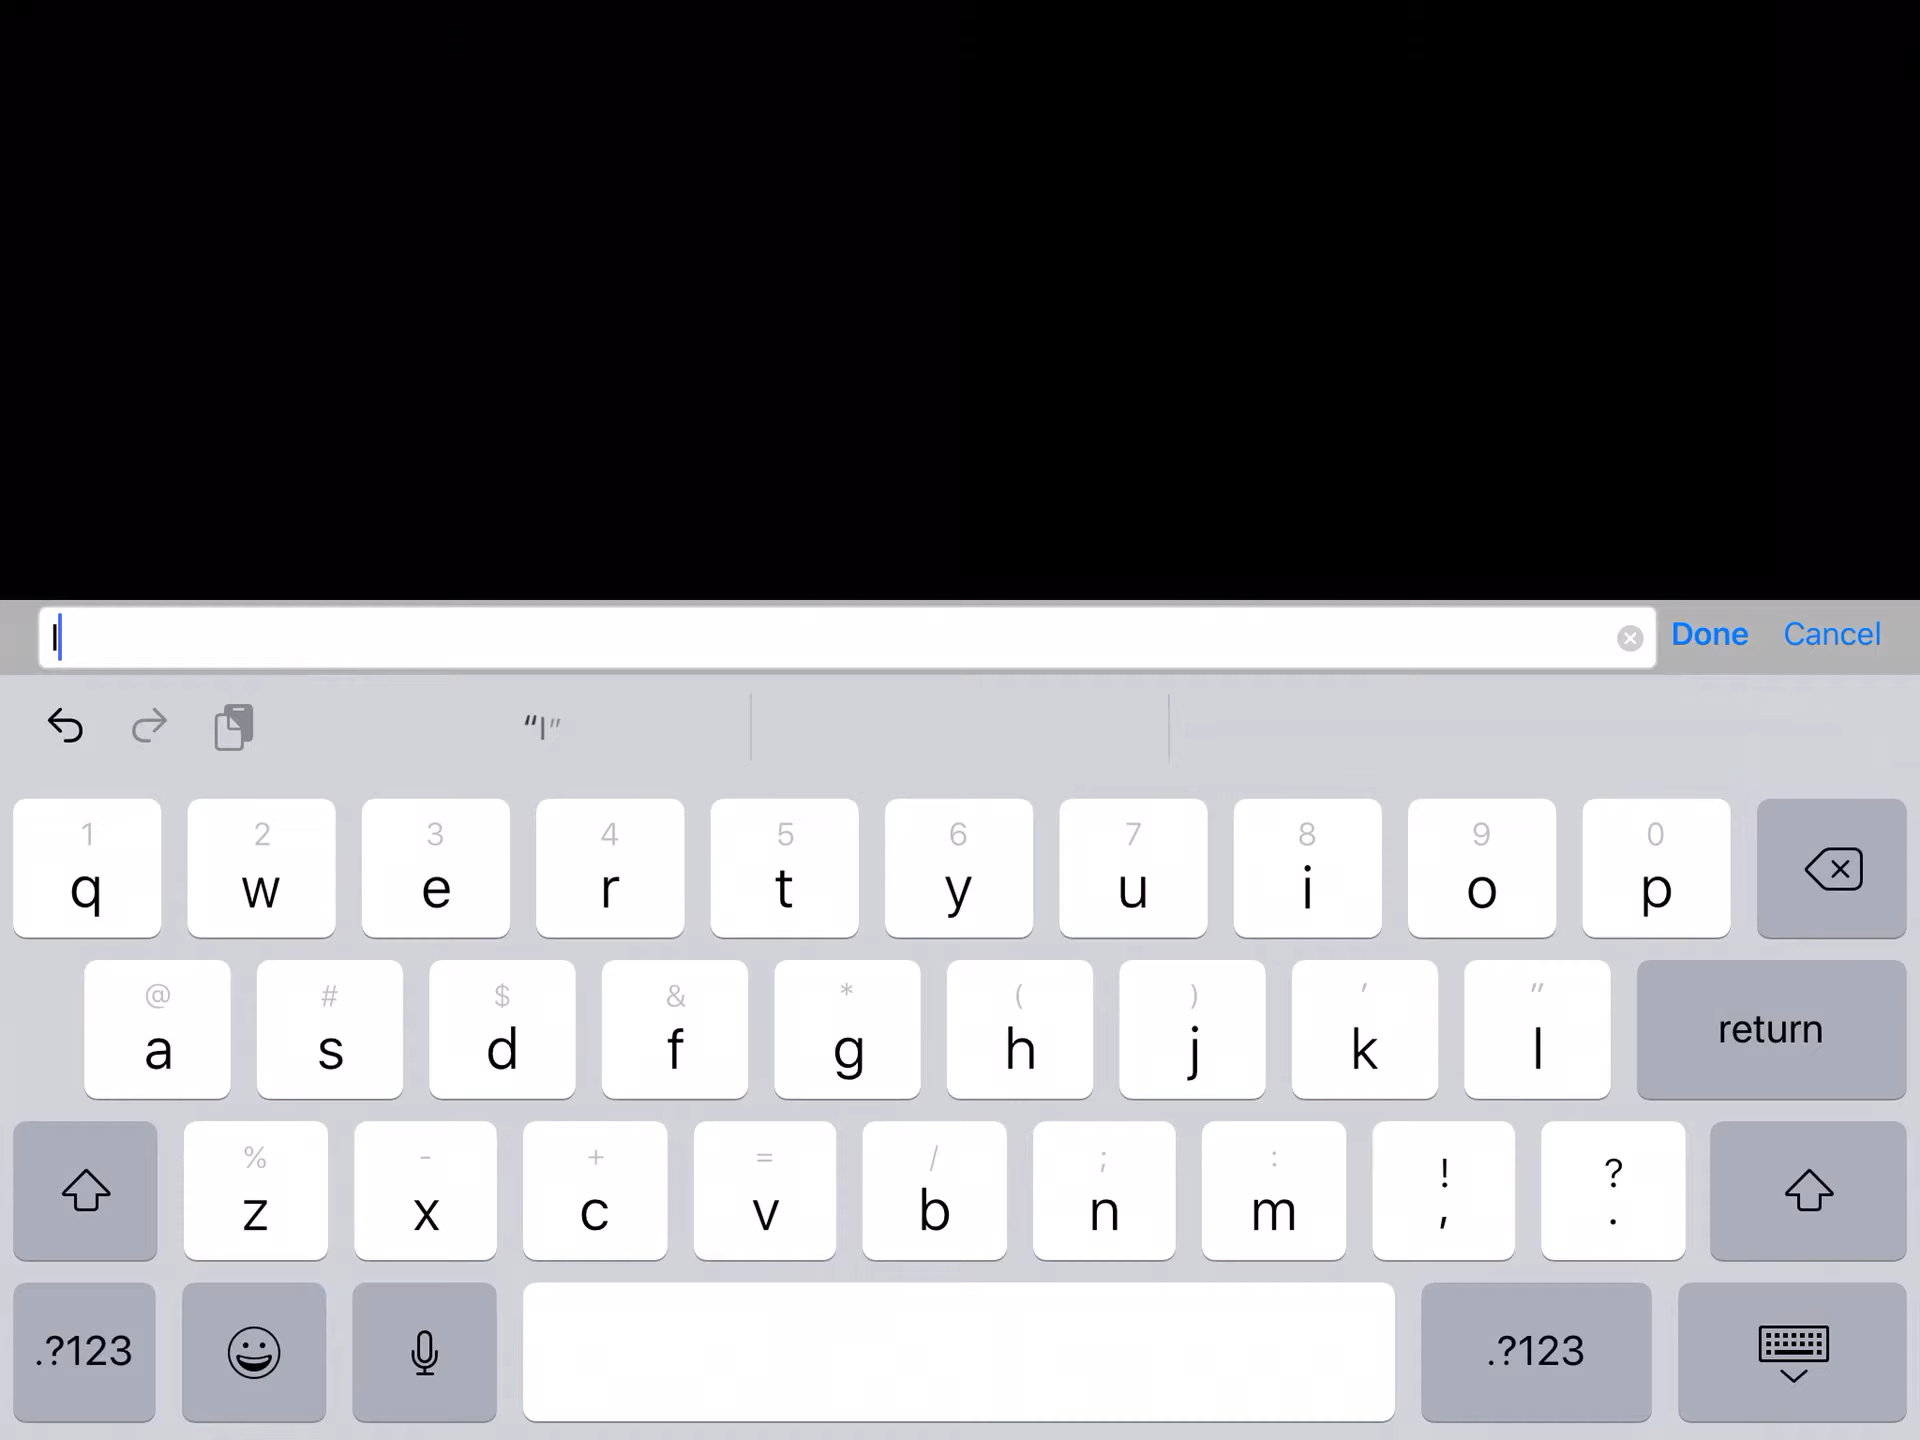 l Done Cancel
“l”
1 2 3 4 5 6 7 8 9 0
q w e r t y u i o p
@ # $ & * ( ) ' "
a s d f g h j k l return
% - + = / ; : ! ?
z x c v b n m , .
.?123 .?123